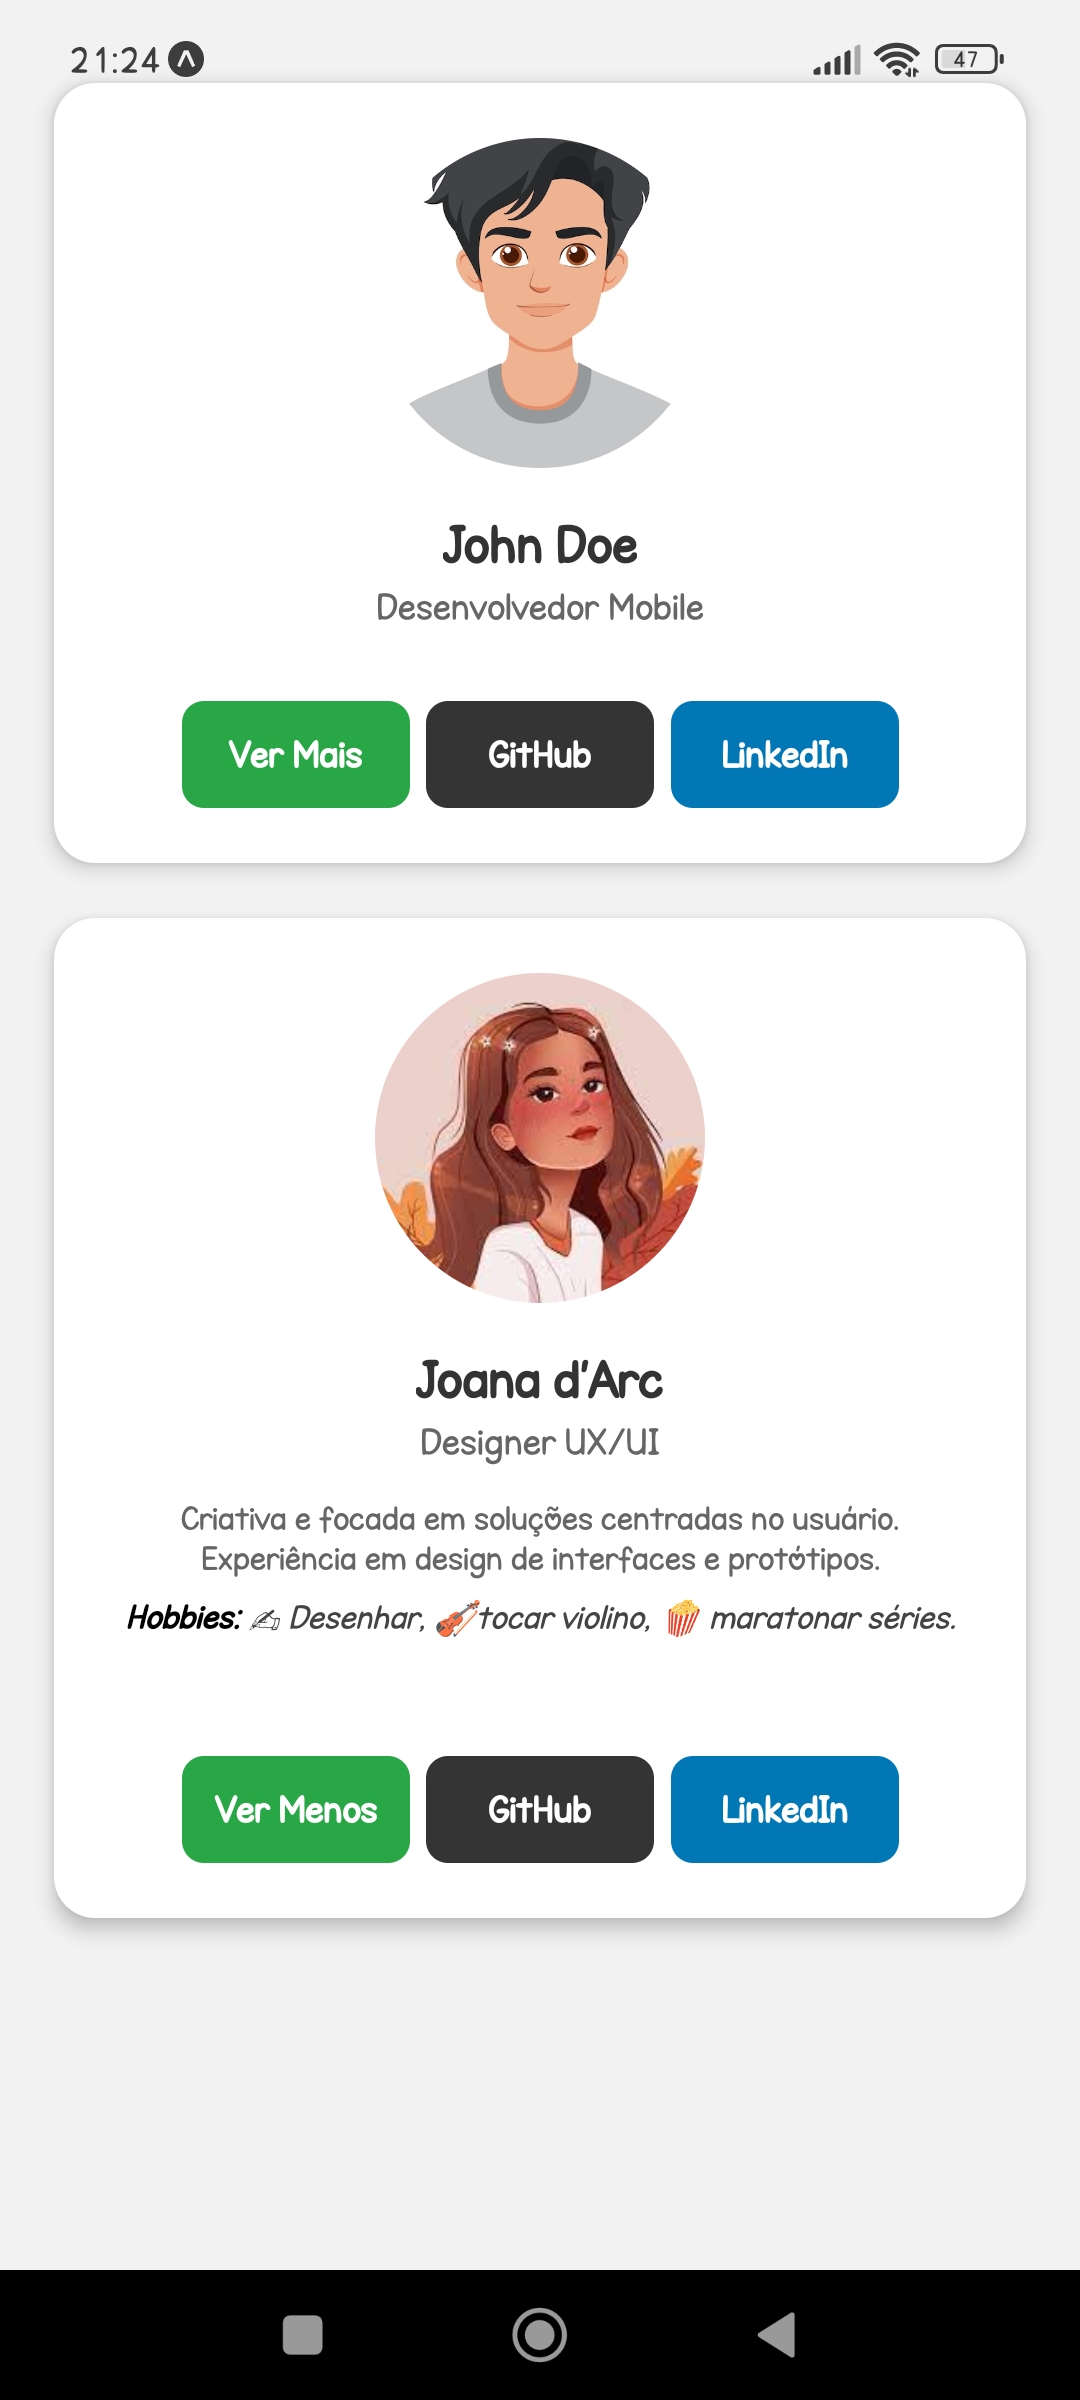 21:24
47
John Doe
Desenvolvedor Mobile
Ver Mais
GitHub
LinkedIn
Joana d'Arc
Designer UX/UI
Criativa e focada em soluções centradas no usuário.
Experiência em design de interfaces e protótipos.
Hobbies: ✍ Desenhar, 🎻tocar violino, 🍿 maratonar séries.
Ver Menos
GitHub
LinkedIn